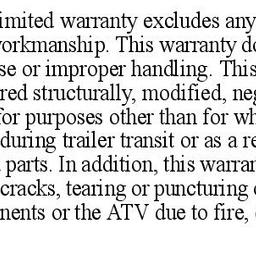 imited warranty excludes any
workmanship. This warranty do
se or improper handling. This
red structurally, modified, neg
for purposes other than for wh
during trailer transit or as a re
parts. In addition, this warran
cracks, tearing or puncturing
nents or the ATV due to fire,